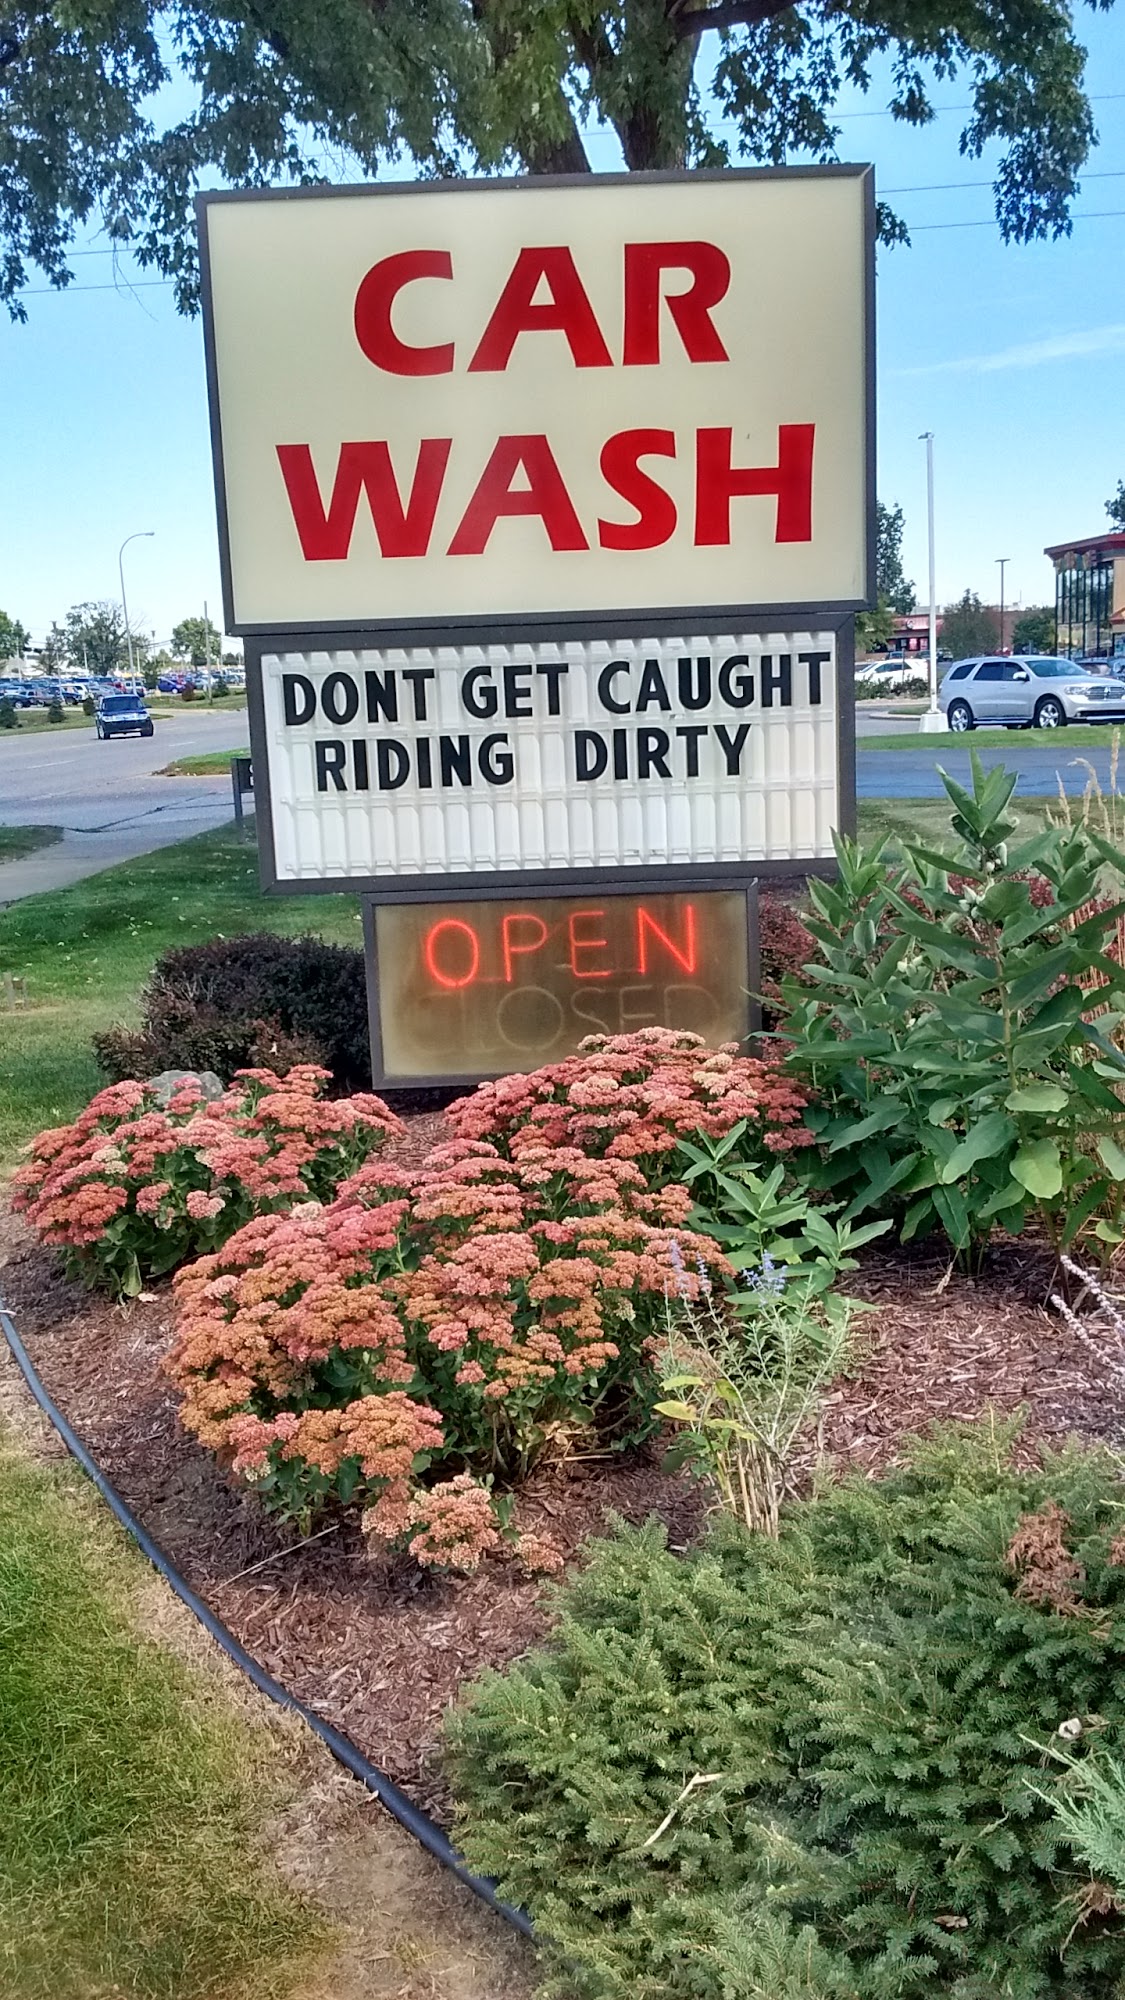 CAR
WASH
DONT GET CAUGHT
RIDING DIRTY
OPEN
CLOSED